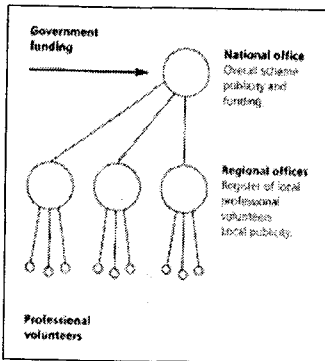 Government
funding
National office
Overall scheme
publicity and
funding
Regional offices
Register of local
professional
volunteers
Local publicity.
Professional
volunteers